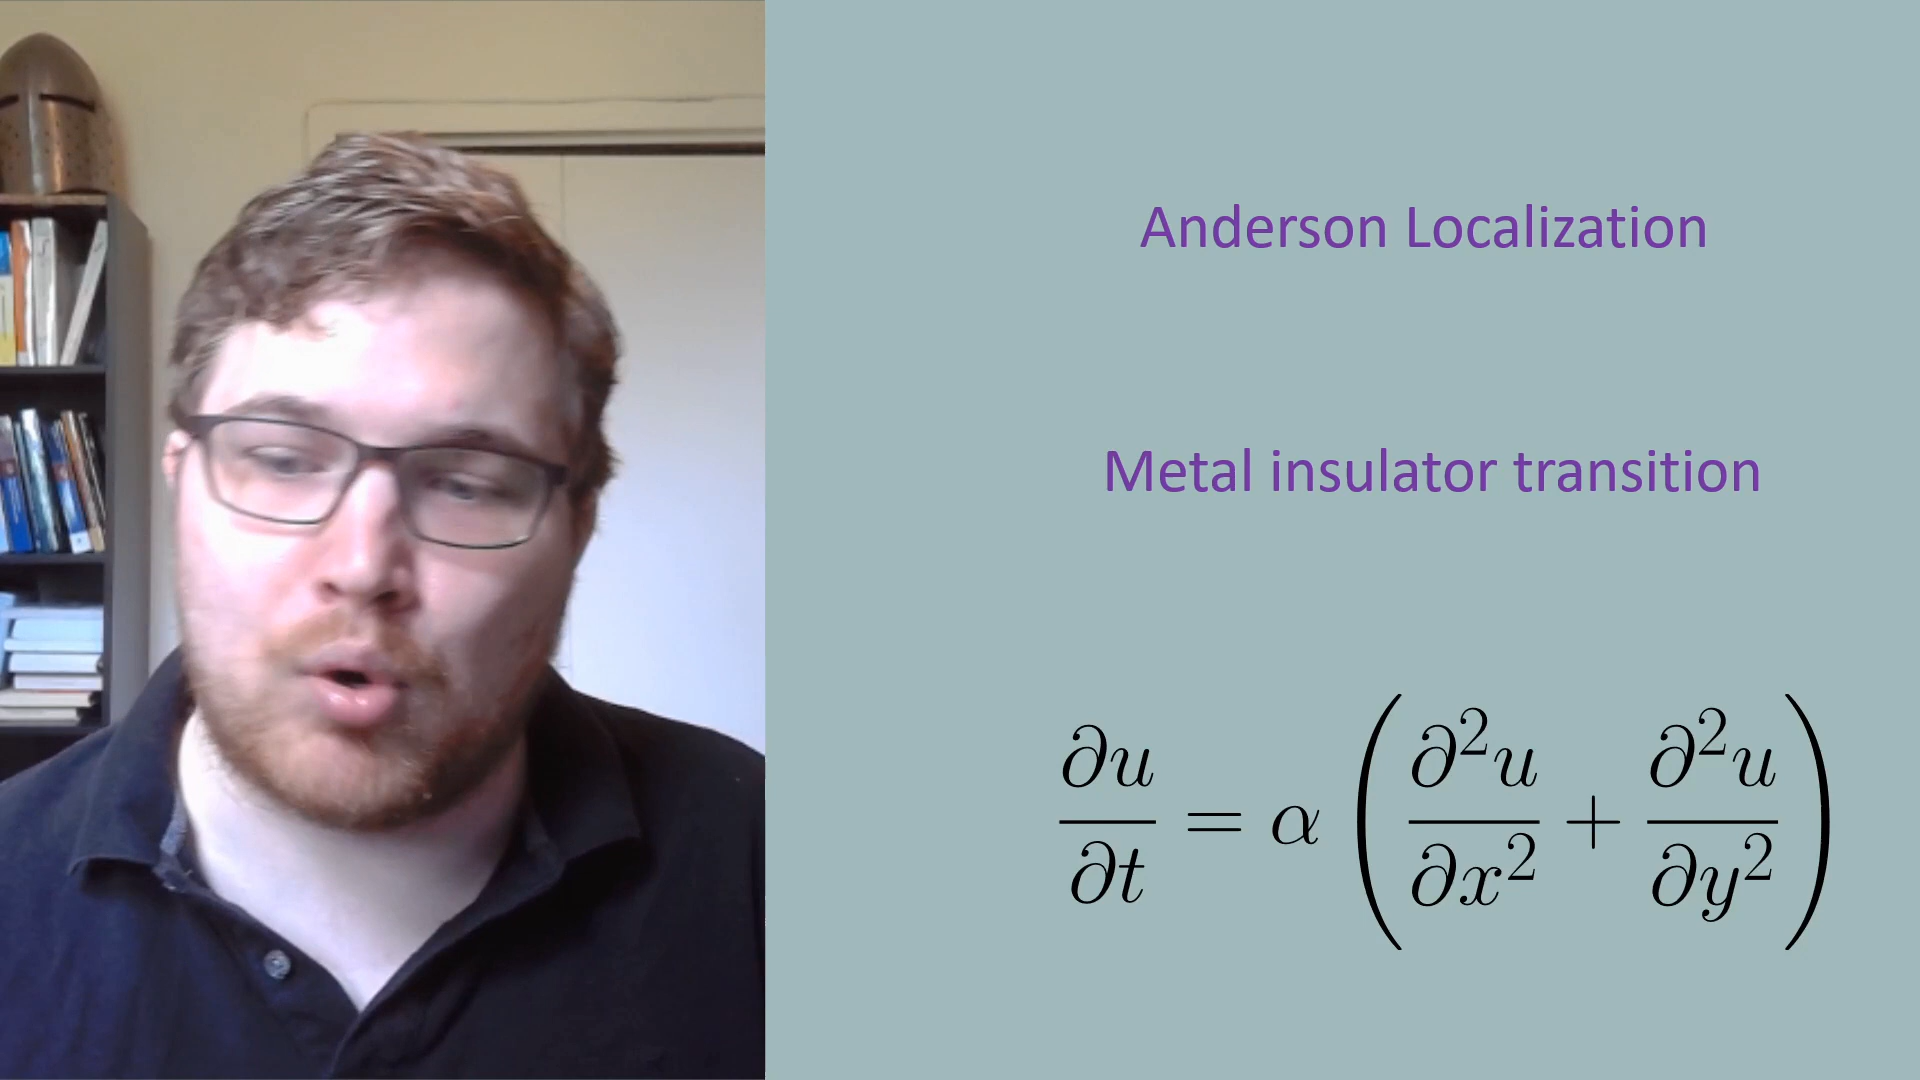 Anderson Localization
Metal insulator transition
∂u/∂t = α (∂²u/∂x² + ∂²u/∂y²)